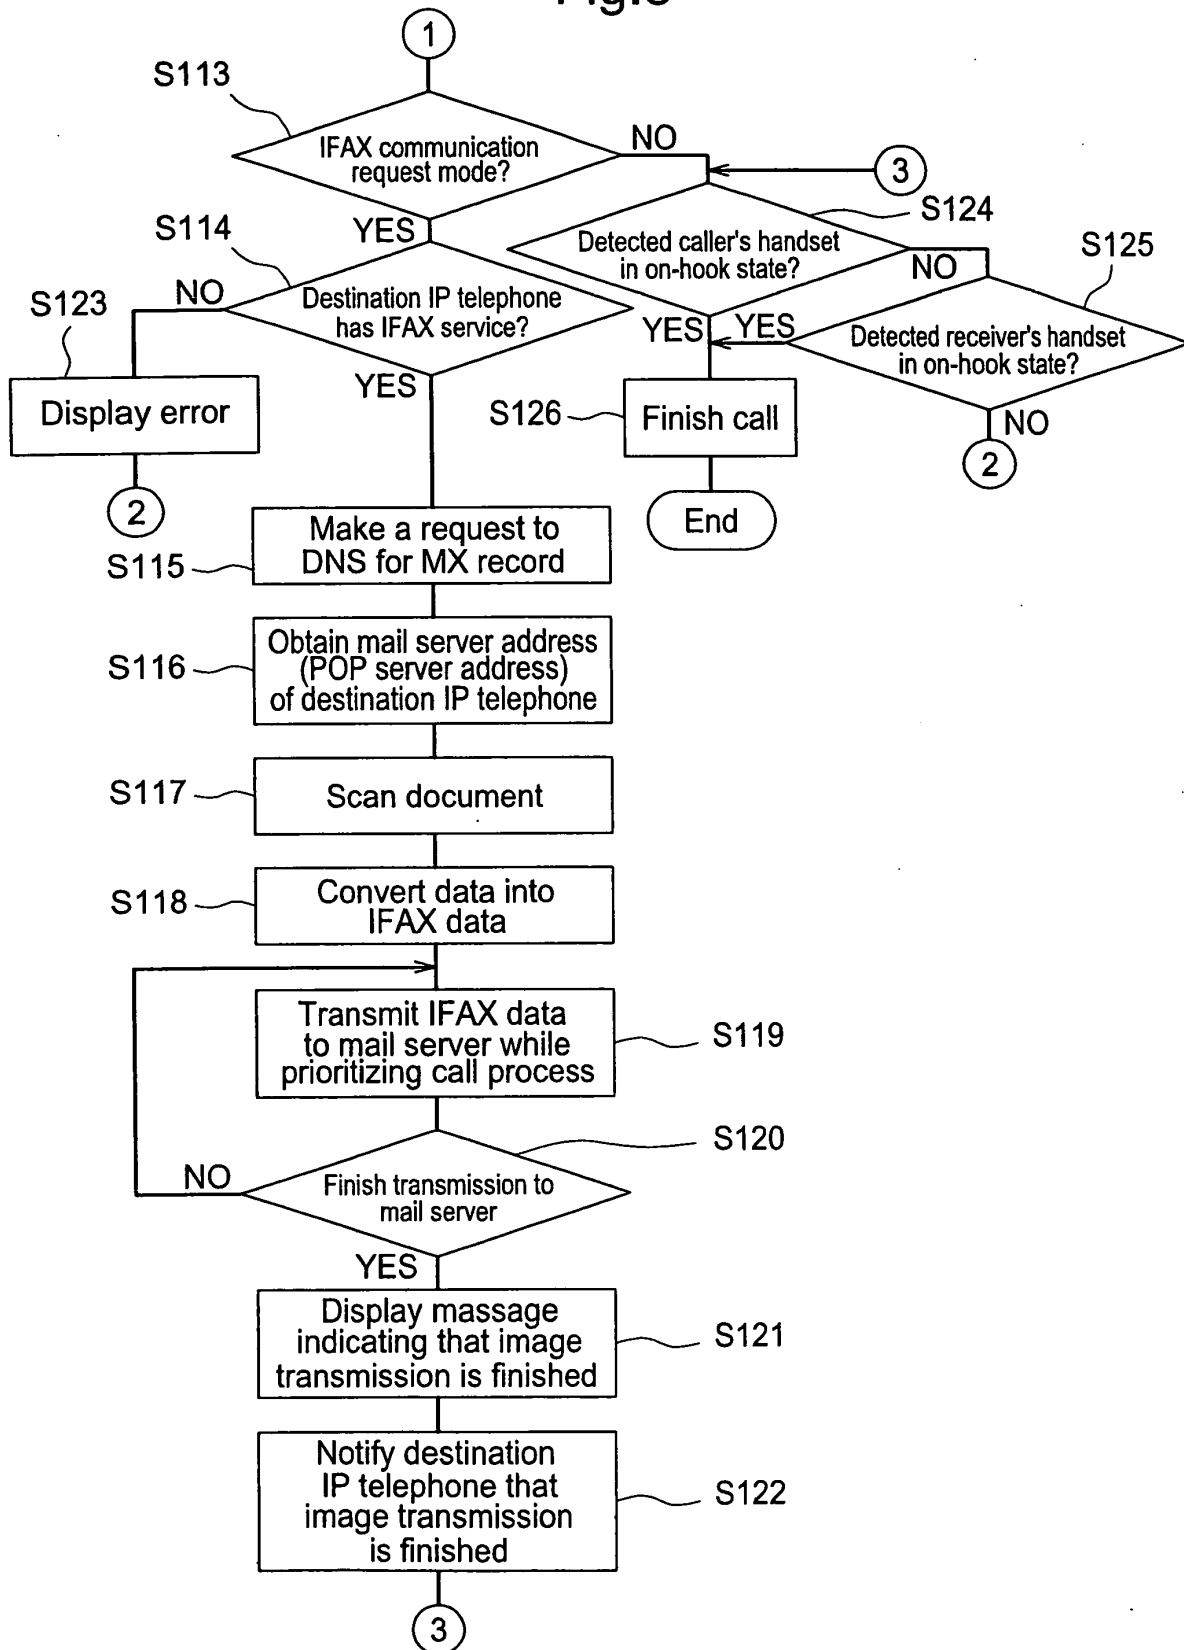 1
S113
IFAX communication
request mode?
NO
3
S114
YES
S124
Detected caller's handset
in on-hook state?
NO
S125
S123
NO
Destination IP telephone
has IFAX service?
YES
YES
Detected receiver's handset
in on-hook state?
Display error
YES
S126
Finish call
NO
2
2
End
Make a request to
DNS for MX record
S115
Obtain mail server address
(POP server address)
of destination IP telephone
S116
S117
Scan document
S118
Convert data into
IFAX data
Transmit IFAX data
to mail server while
prioritizing call process
S119
S120
NO
Finish transmission to
mail server
YES
Display massage
indicating that image
transmission is finished
S121
Notify destination
IP telephone that
image transmission
is finished
S122
3